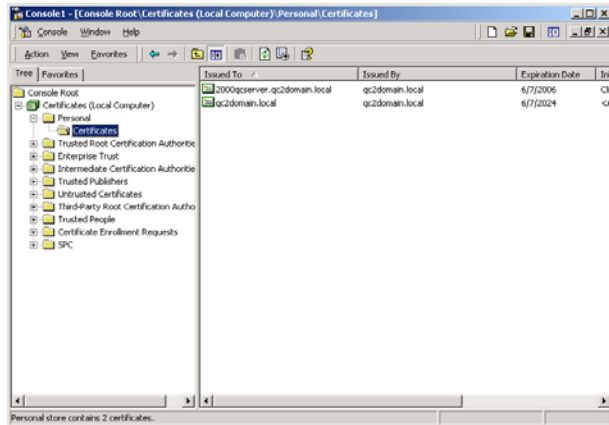 Console1 - [Console Root\Certificates (Local Computer)\Personal\Certificates]
Console Window Help
Action View Favorites
Tree Favorites
Issued To Issued By Expiration Date
Console Root
Certificates (Local Computer)
Personal
Certificates
Trusted Root Certification Authoritie
Enterprise Trust
Intermediate Certification Authoritie
Trusted Publishers
Untrusted Certificates
Third-Party Root Certification Autho
Trusted People
Certificate Enrollment Requests
SPC
2000qcserver.qc2domain.local qc2domain.local 6/7/2006
qc2domain.local qc2domain.local 6/7/2024
Personal store contains 2 certificates.